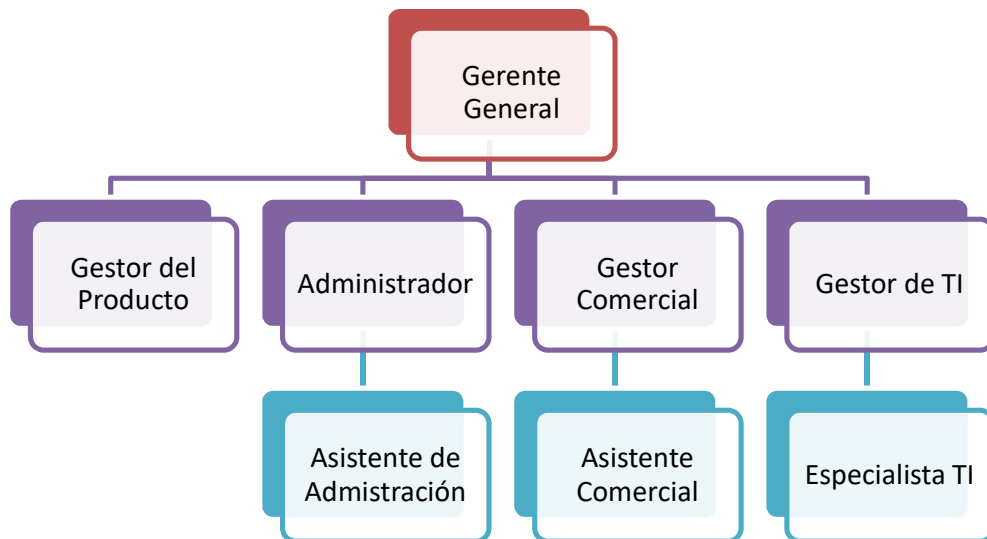 Gerente
General
Gestor del
Producto
Administrador
Gestor
Comercial
Gestor de TI
Asistente de
Admistración
Asistente
Comercial
Especialista TI